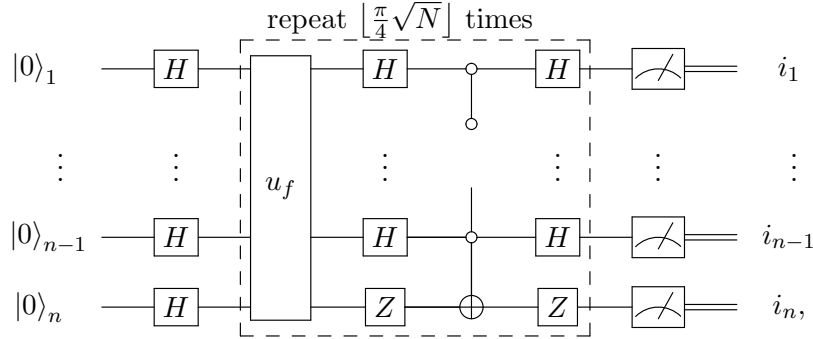 repeat ⌊π/4 √N⌋ times
|0⟩₁ H H H i₁
⋮ ⋮ u_f ⋮ ⋮ ⋮ ⋮
|0⟩ₙ₋₁ H H H iₙ₋₁
|0⟩ₙ H Z Z iₙ,